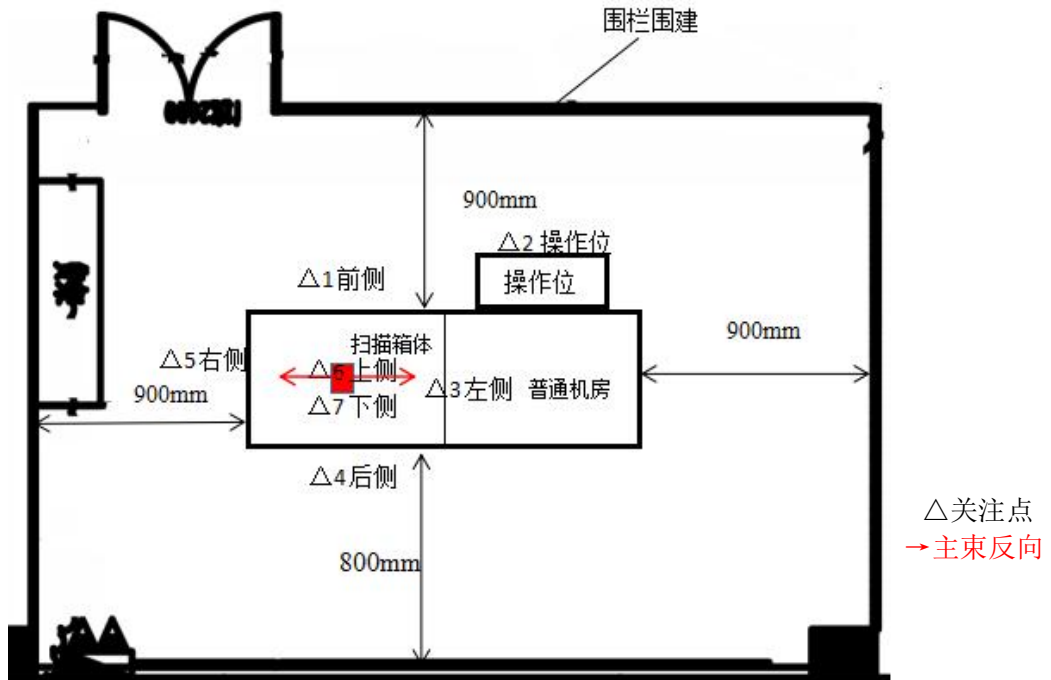 围栏围建
900mm
△2 操作位
操作位
△1前侧
扫描箱体
900mm
△5右侧
△6上侧
△3左侧
普通机房
900mm
△7下侧
△4后侧
△关注点
→主束反向
800mm